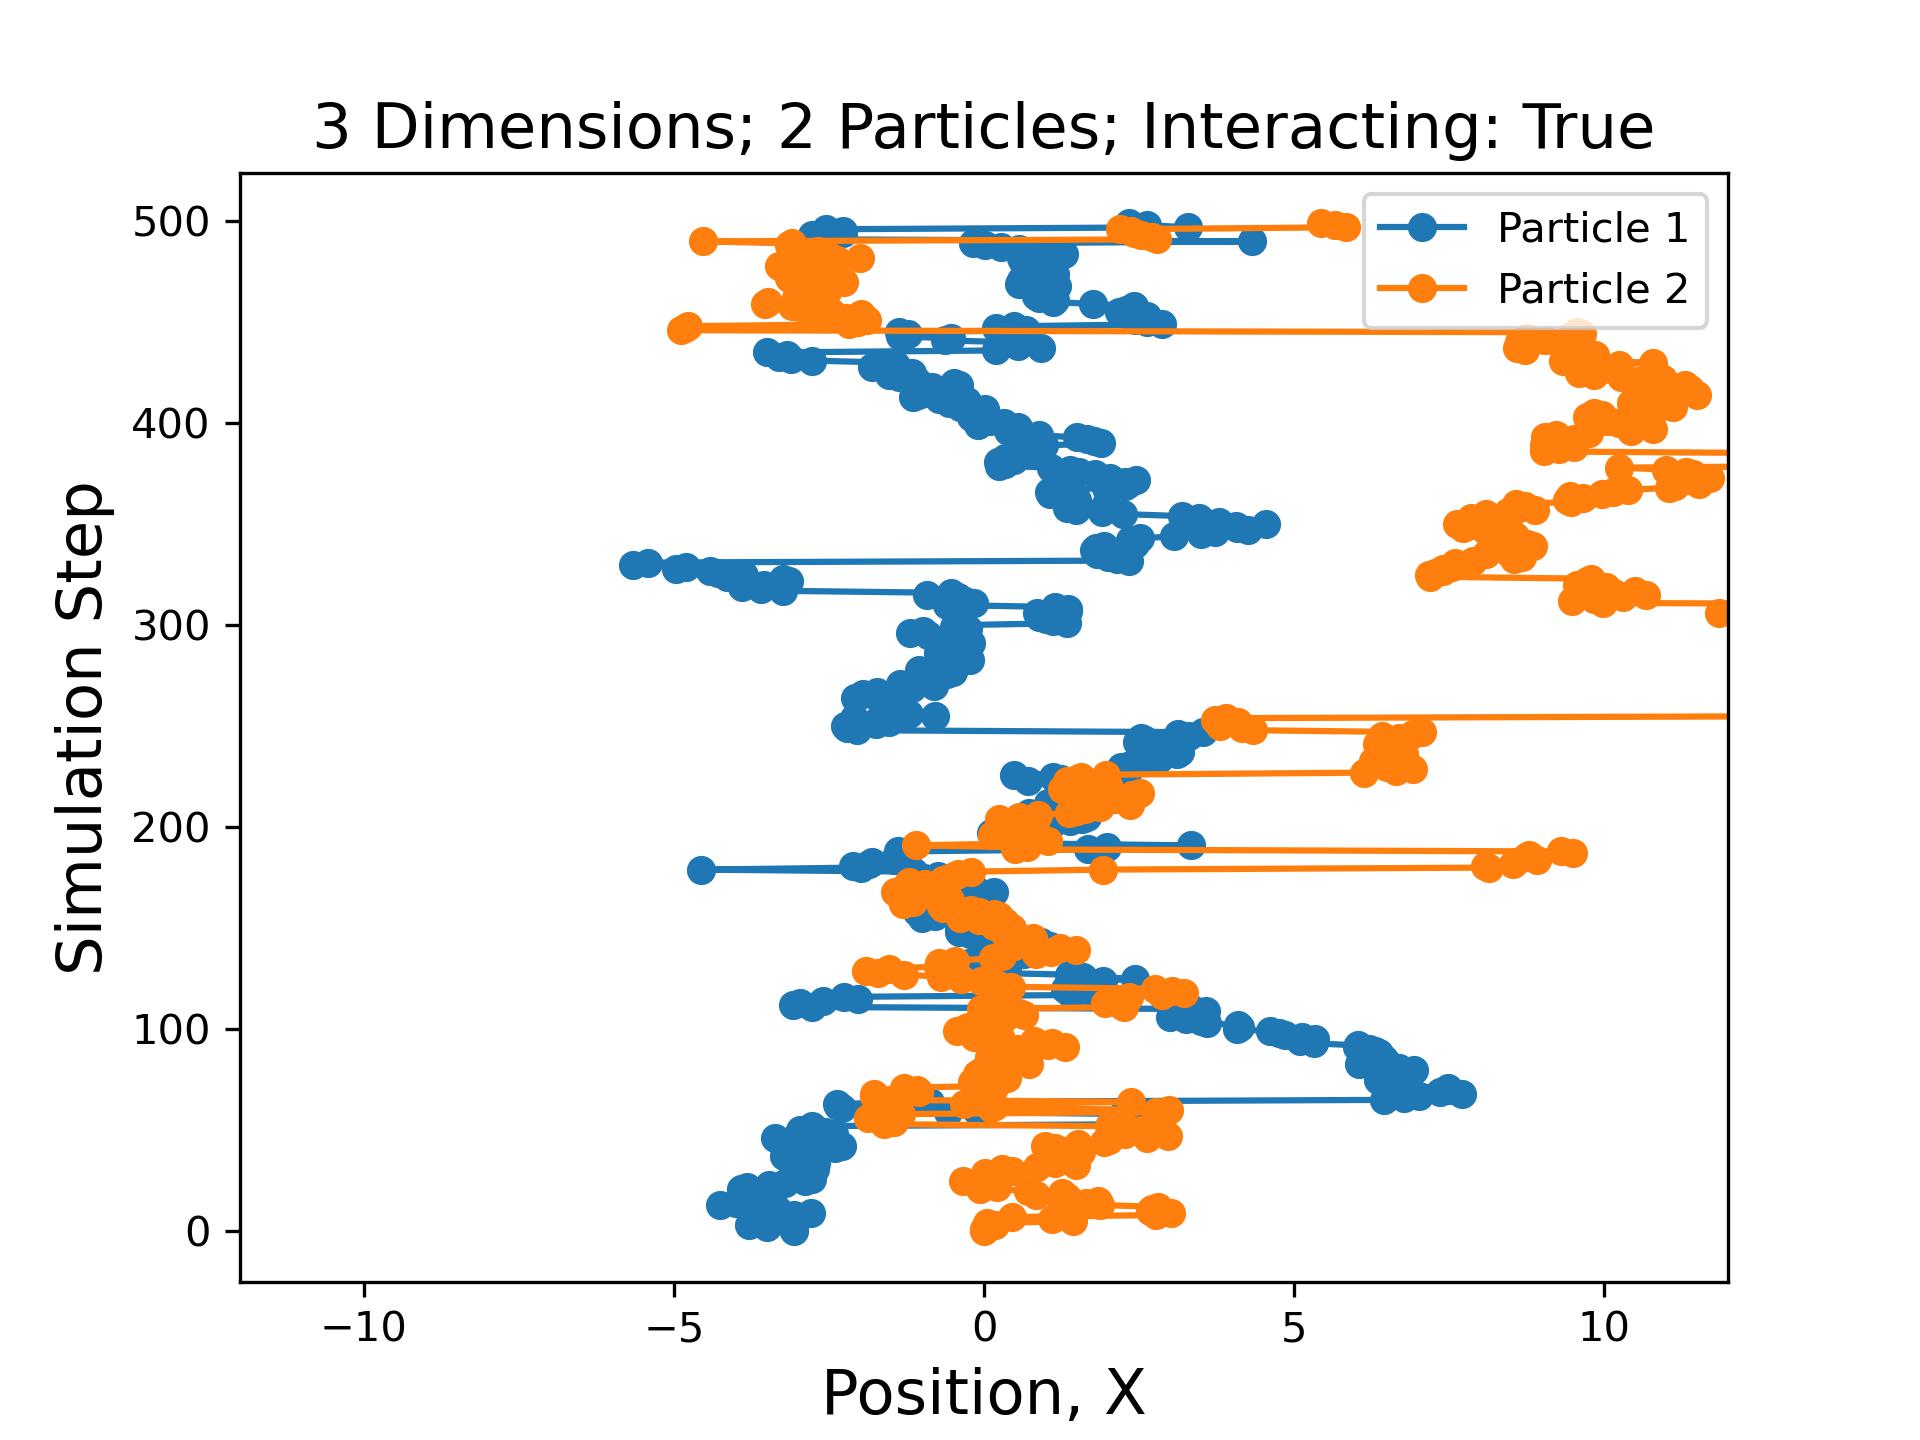 3 Dimensions; 2 Particles; Interacting: True
Particle 1
Particle 2
Simulation Step
500
400
300
200
100
0
−10
−5
0
5
10
Position, X